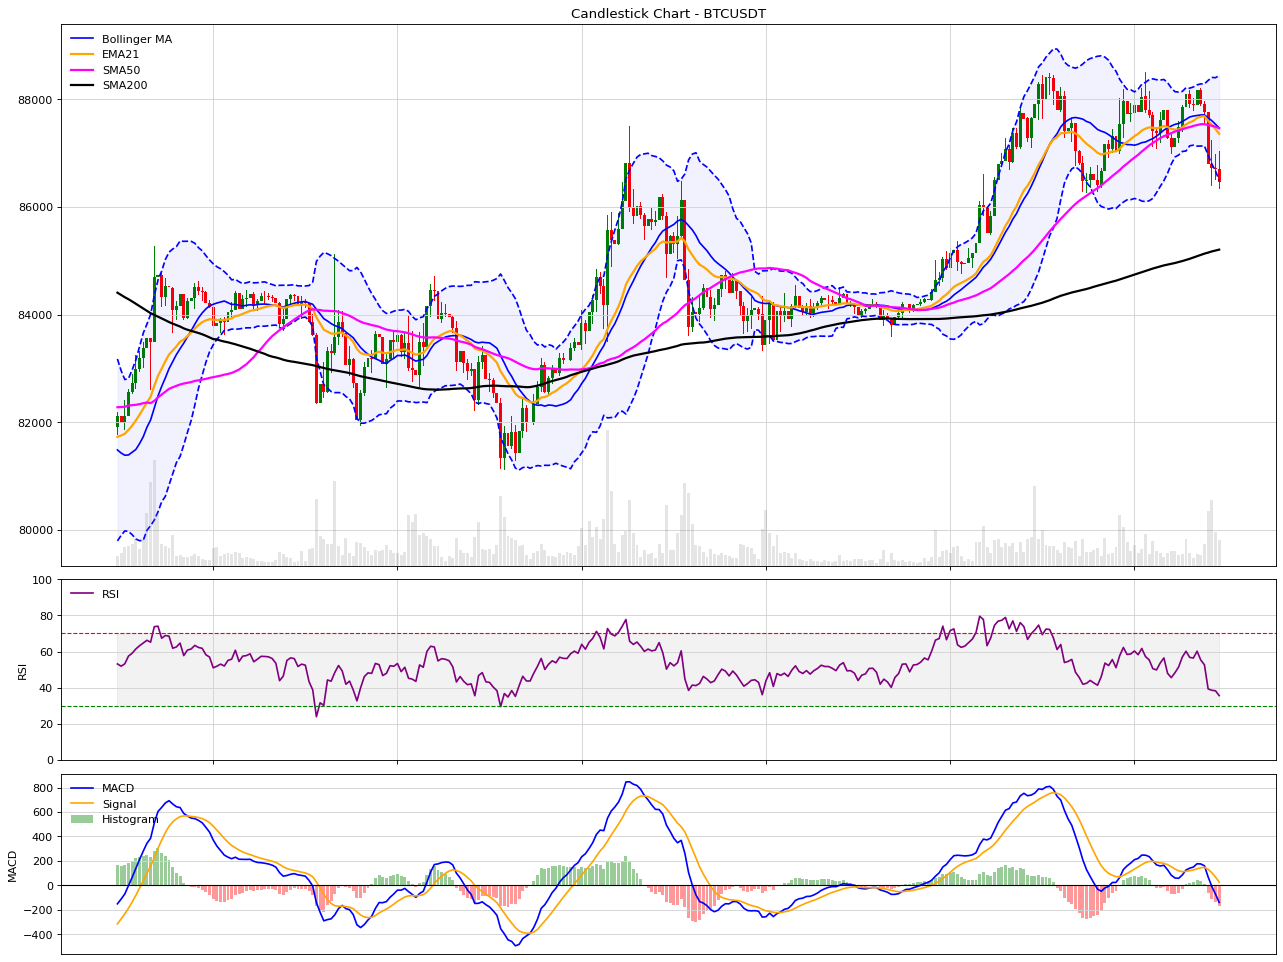 Candlestick Chart - BTCUSDT
Bollinger MA
EMA21
SMA50
SMA200
88000
86000
84000
82000
80000
RSI
100
80
60
40
20
0
RSI
MACD
Signal
Histogram
800
600
400
200
0
−200
−400
MACD